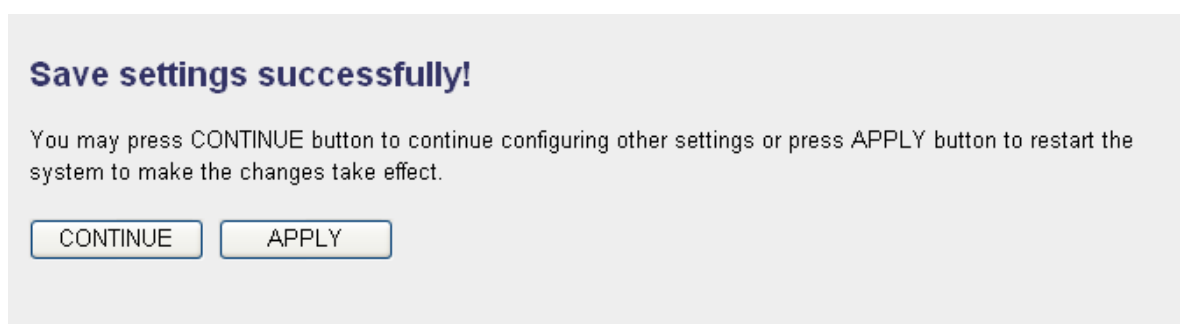 Save settings successfully!
You may press CONTINUE button to continue configuring other settings or press APPLY button to restart the
system to make the changes take effect.
CONTINUE APPLY